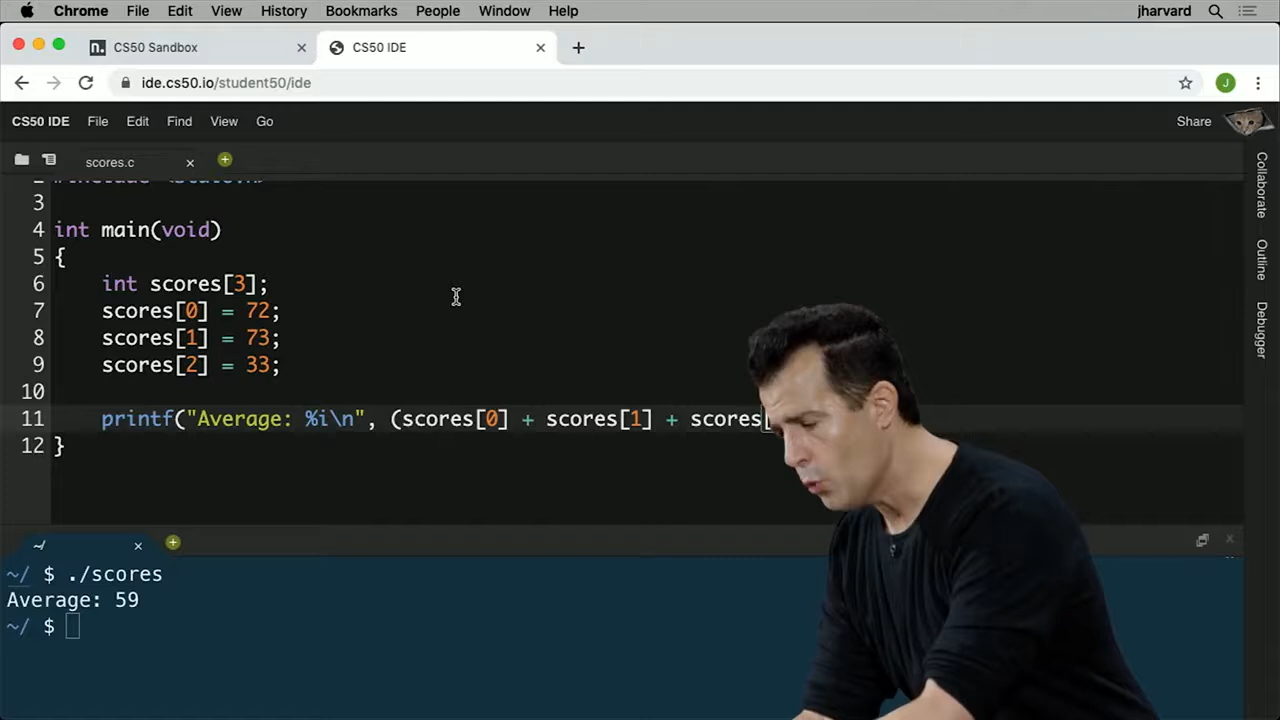 Chrome File Edit View History Bookmarks People Window Help jharvard
n. CS50 Sandbox CS50 IDE
ide.cs50.io/student50/ide J
CS50 IDE File Edit Find View Go Share
scores.c
2
3
4 int main(void)
5 {
6 int scores[3];
7 scores[0] = 72;
8 scores[1] = 73;
9 scores[2] = 33;
10
11 printf("Average: %i\n", (scores[0] + scores[1] + scores[
12 }
Collaborate
Outline
Debugger
~/
~/ $ ./scores
Average: 59
~/ $